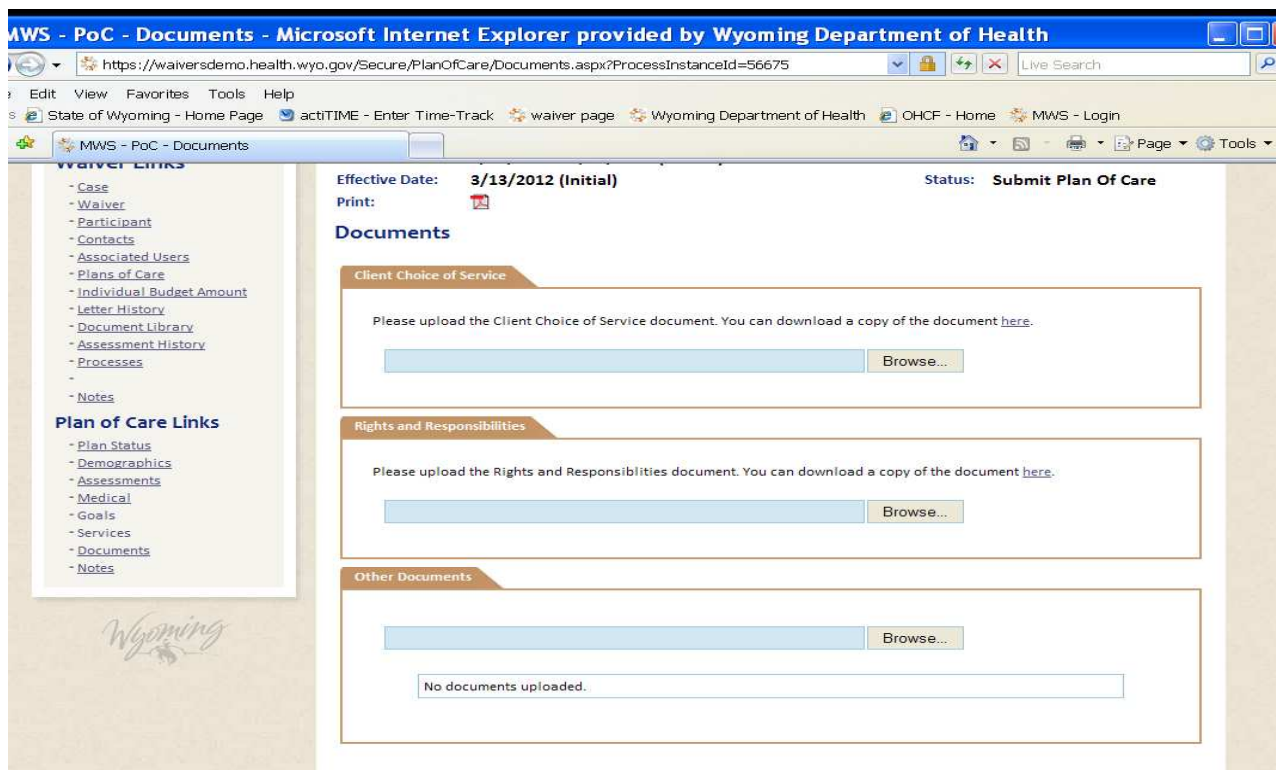 MWS - PoC - Documents - Microsoft Internet Explorer provided by Wyoming Department of Health
https://waiversdemo.health.wyo.gov/Secure/PlanOfCare/Documents.aspx?ProcessInstanceId=56675 Live Search
Edit View Favorites Tools Help
State of Wyoming - Home Page actiTIME - Enter Time-Track waiver page Wyoming Department of Health OHCF - Home MWS - Login
MWS - PoC - Documents Page Tools
Waiver Links
- Case
- Waiver
- Participant
- Contacts
- Associated Users
- Plans of Care
- Individual Budget Amount
- Letter History
- Document Library
- Assessment History
- Processes
-
- Notes
Plan of Care Links
- Plan Status
- Demographics
- Assessments
- Medical
- Goals
- Services
- Documents
- Notes
Wyoming
Effective Date: 3/13/2012 (Initial) Status: Submit Plan Of Care
Print:
Documents
Client Choice of Service
Please upload the Client Choice of Service document. You can download a copy of the document here.
Browse...
Rights and Responsibilities
Please upload the Rights and Responsiblities document. You can download a copy of the document here.
Browse...
Other Documents
Browse...
No documents uploaded.